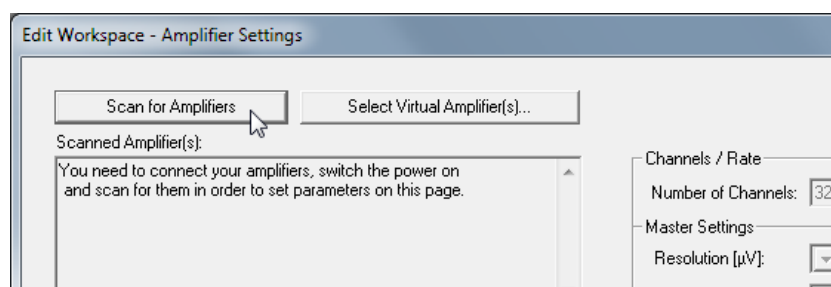 Edit Workspace - Amplifier Settings
Scan for Amplifiers
Select Virtual Amplifier(s)...
Scanned Amplifier(s):
You need to connect your amplifiers, switch the power on
and scan for them in order to set parameters on this page.
Channels / Rate
Number of Channels: 32
Master Settings
Resolution [µV]: